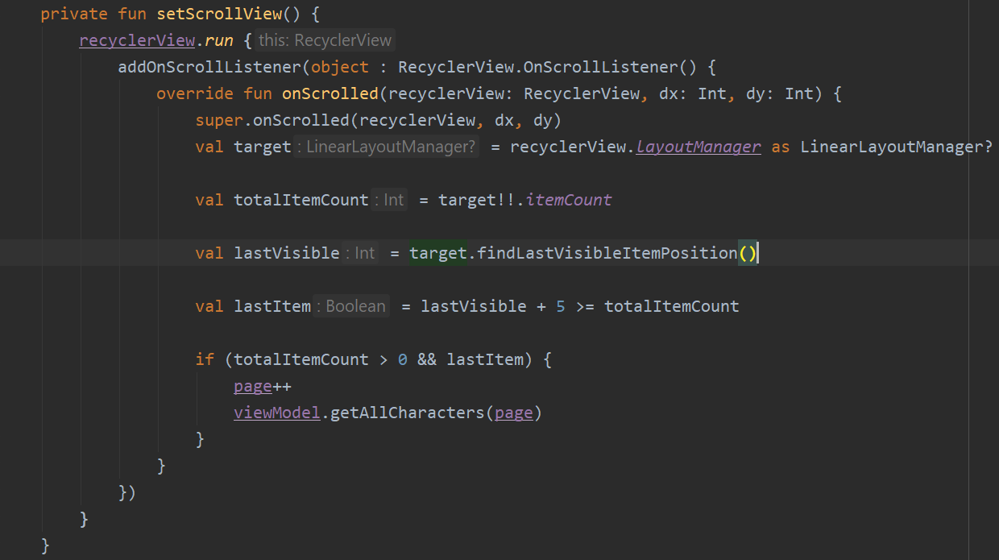 private fun setScrollView() {
recyclerView.run { this: RecyclerView
addOnScrollListener(object : RecyclerView.OnScrollListener() {
override fun onScrolled(recyclerView: RecyclerView, dx: Int, dy: Int) {
super.onScrolled(recyclerView, dx, dy)
val target : LinearLayoutManager? = recyclerView.layoutManager as LinearLayoutManager?
val totalItemCount : Int = target!!.itemCount
val lastVisible : Int = target.findLastVisibleItemPosition()
val lastItem : Boolean = lastVisible + 5 >= totalItemCount
if (totalItemCount > 0 && lastItem) {
page++
viewModel.getAllCharacters(page)
}
}
})
}
}